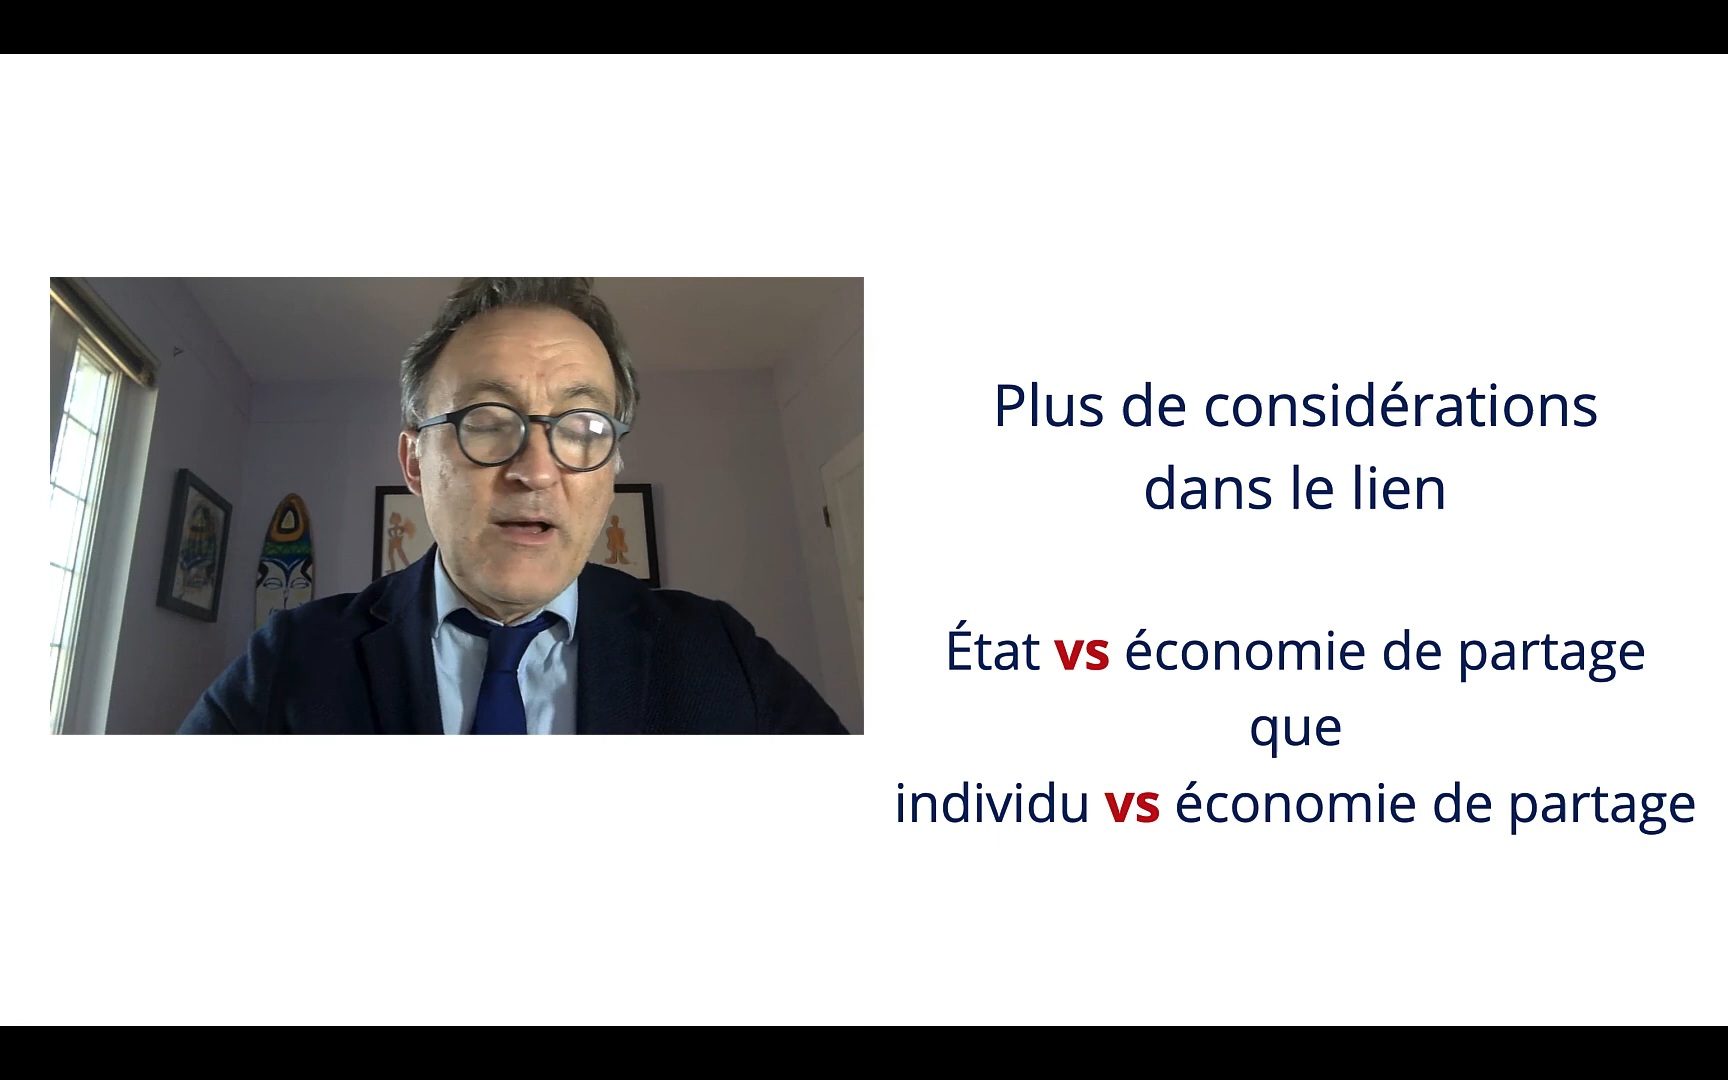 Plus de considérations
dans le lien
État vs économie de partage
que
individu vs économie de partage